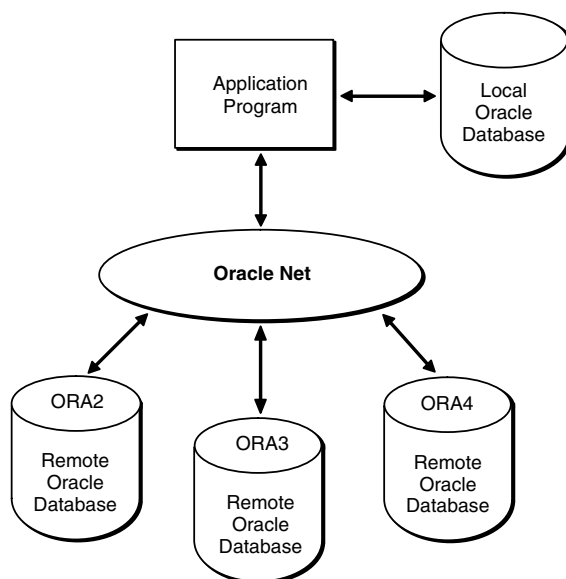 Application
Program
Local
Oracle
Database
Oracle Net
ORA2
Remote
Oracle
Database
ORA3
Remote
Oracle
Database
ORA4
Remote
Oracle
Database